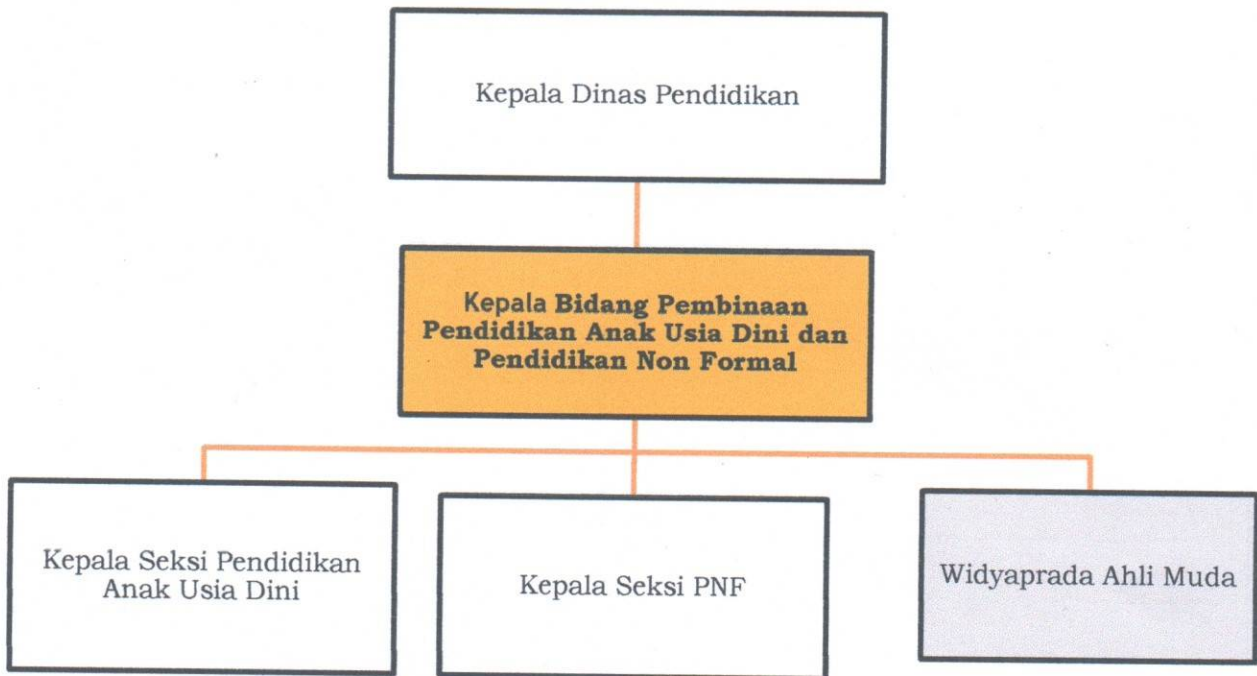 Kepala Dinas Pendidikan
Kepala Bidang Pembinaan
Pendidikan Anak Usia Dini dan
Pendidikan Non Formal
Kepala Seksi Pendidikan
Anak Usia Dini
Kepala Seksi PNF
Widyaprada Ahli Muda